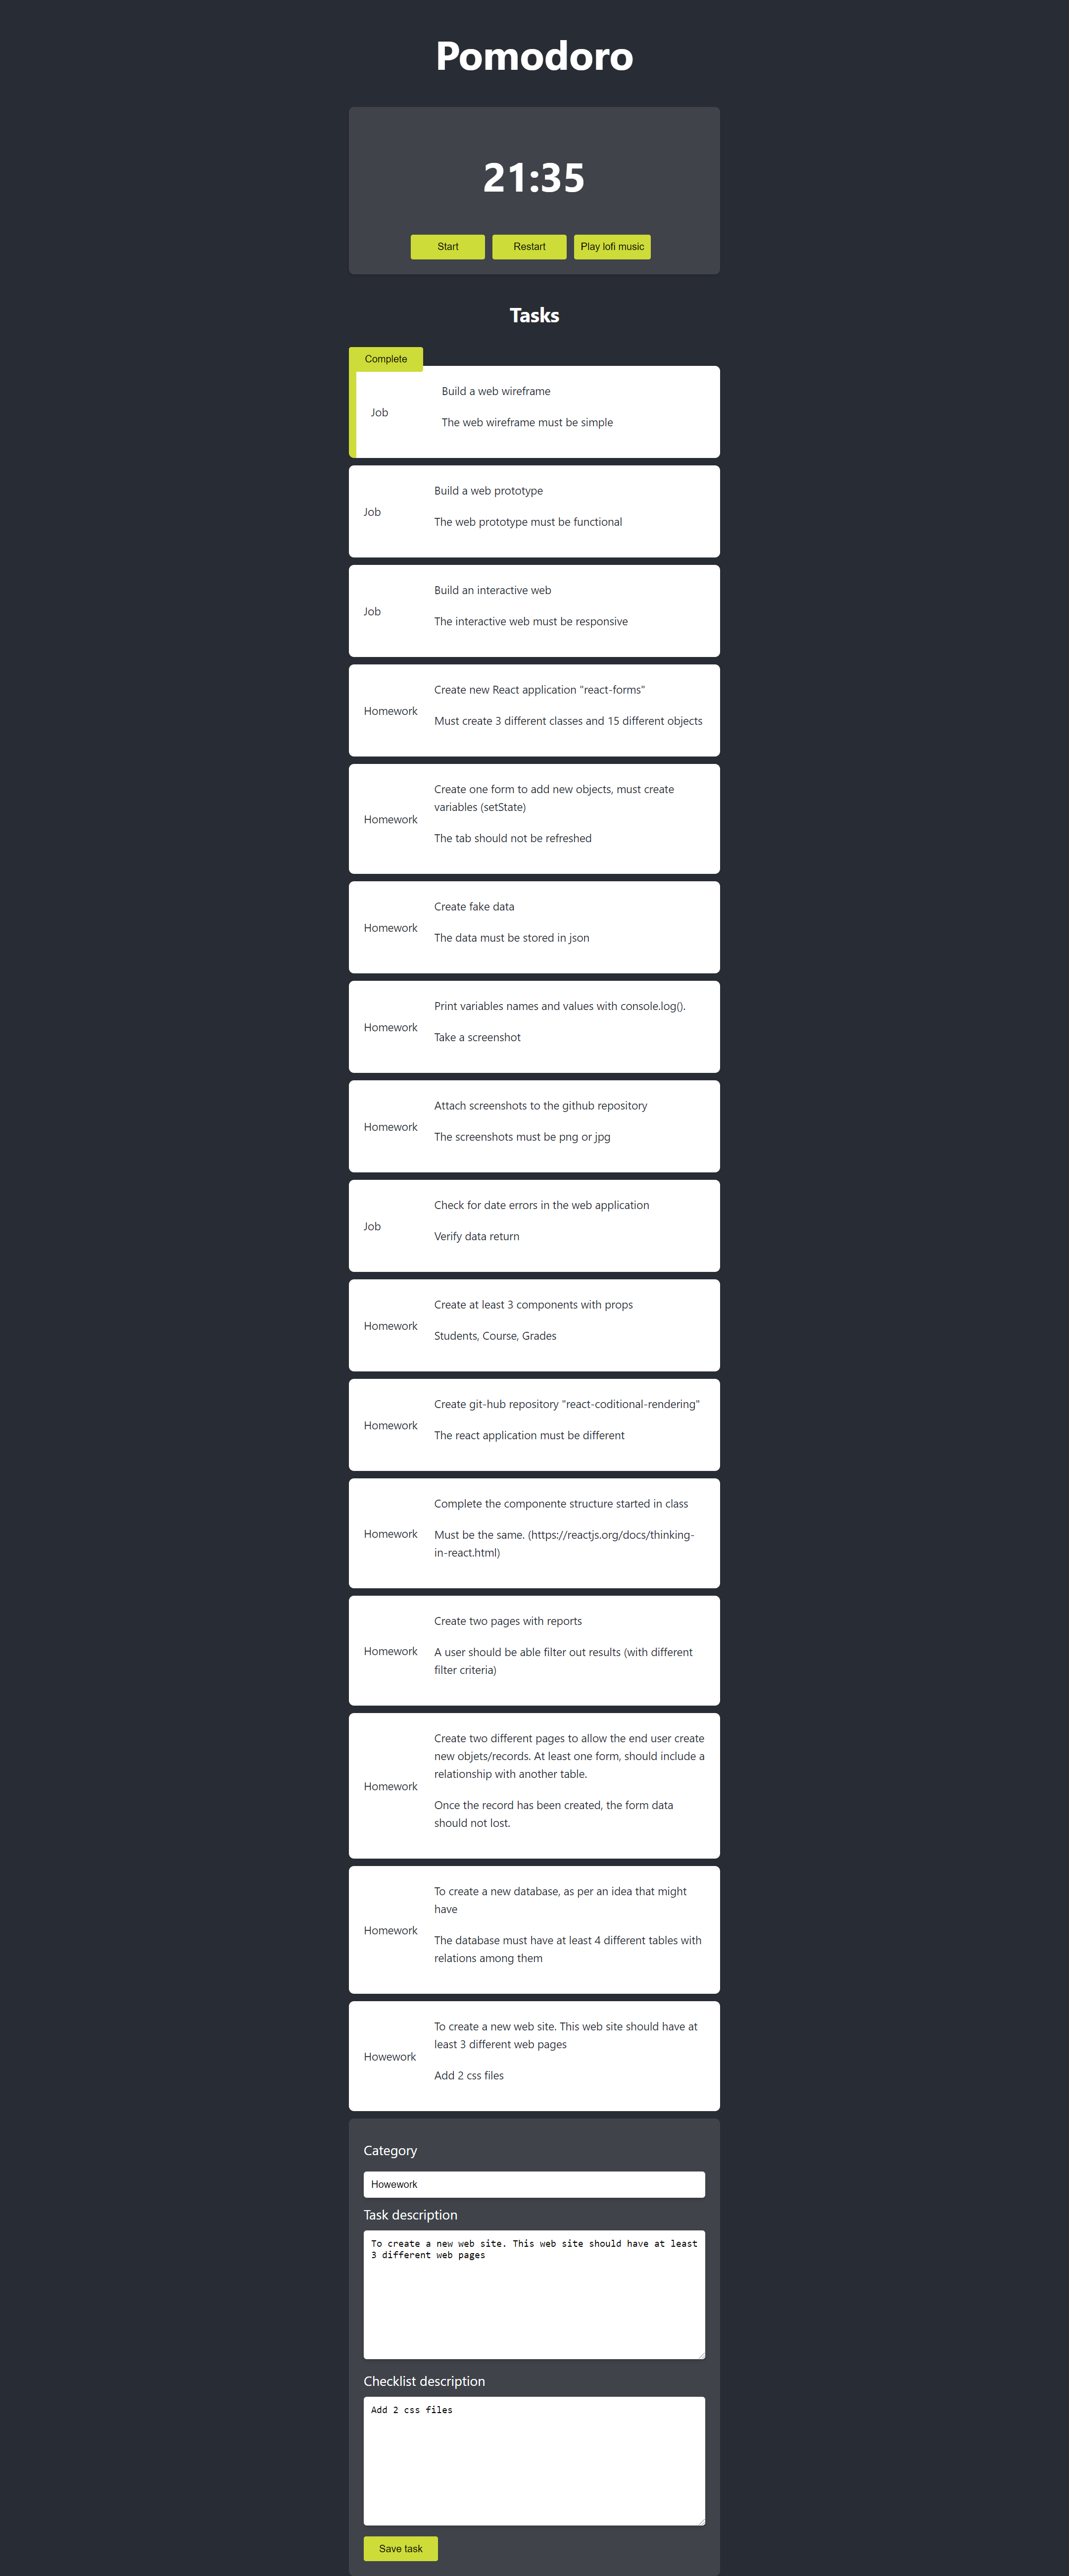 Pomodoro
21:35
Start Restart Play lofi music
Tasks
Complete
Job
Build a web wireframe
The web wireframe must be simple
Job
Build a web prototype
The web prototype must be functional
Job
Build an interactive web
The interactive web must be responsive
Homework
Create new React application "react-forms"
Must create 3 different classes and 15 different objects
Homework
Create one form to add new objects, must create
variables (setState)
The tab should not be refreshed
Homework
Create fake data
The data must be stored in json
Homework
Print variables names and values with console.log().
Take a screenshot
Homework
Attach screenshots to the github repository
The screenshots must be png or jpg
Job
Check for date errors in the web application
Verify data return
Homework
Create at least 3 components with props
Students, Course, Grades
Homework
Create git-hub repository "react-coditional-rendering"
The react application must be different
Homework
Complete the componente structure started in class
Must be the same. (https://reactjs.org/docs/thinking-
in-react.html)
Homework
Create two pages with reports
A user should be able filter out results (with different
filter criteria)
Homework
Create two different pages to allow the end user create
new objets/records. At least one form, should include a
relationship with another table.
Once the record has been created, the form data
should not lost.
Homework
To create a new database, as per an idea that might
have
The database must have at least 4 different tables with
relations among them
Howework
To create a new web site. This web site should have at
least 3 different web pages
Add 2 css files
Category
Howework
Task description
To create a new web site. This web site should have at least
3 different web pages
Checklist description
Add 2 css files
Save task